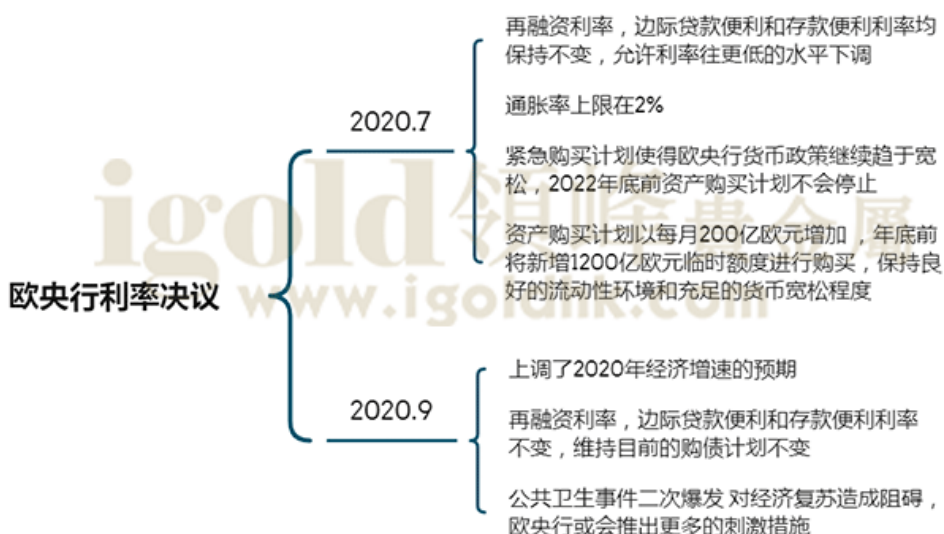 再融资利率，边际贷款便利和存款便利利率均
保持不变，允许利率往更低的水平下调
通胀率上限在2%
2020.7
紧急购买计划使得欧央行货币政策继续趋于宽
松，2022年底前资产购买计划不会停止
资产购买计划以每月200亿欧元增加 ，年底前
将新增1200亿欧元临时额度进行购买，保持良
好的流动性环境和充足的货币宽松程度
欧央行利率决议
上调了2020年经济增速的预期
2020.9
再融资利率，边际贷款便利和存款便利利率
不变，维持目前的购债计划不变
公共卫生事件二次爆发 对经济复苏造成阻碍，
欧央行或会推出更多的刺激措施
igold 领峰贵金属
www.igoldhk.com